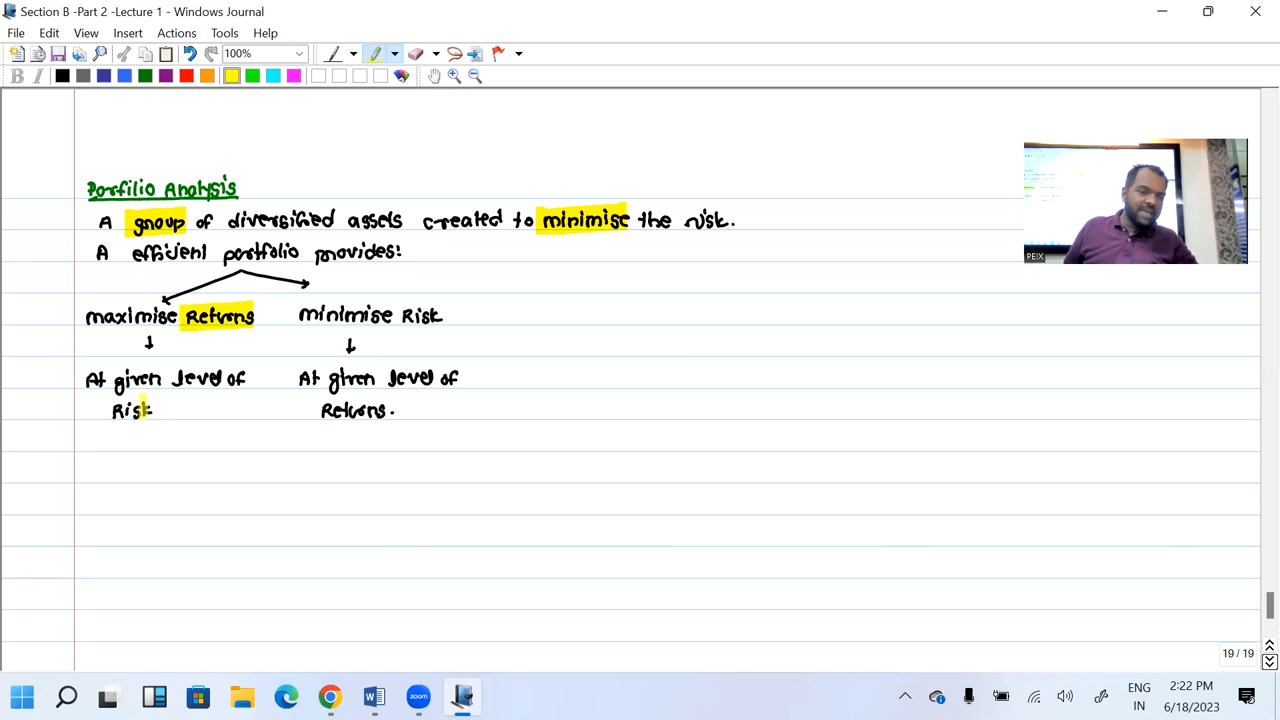 Section B -Part 2 -Lecture 1 - Windows Journal
File Edit View Insert Actions Tools Help
100%
B I
Porfilio Analysis
A group of diversified assets created to minimise the risk.
A efficient portfolio provides:
maximise Returns minimise Risk
At given level of At given level of
Risk Returns.
PEIX
19 / 19
zoom
ENG
IN
2:22 PM
6/18/2023